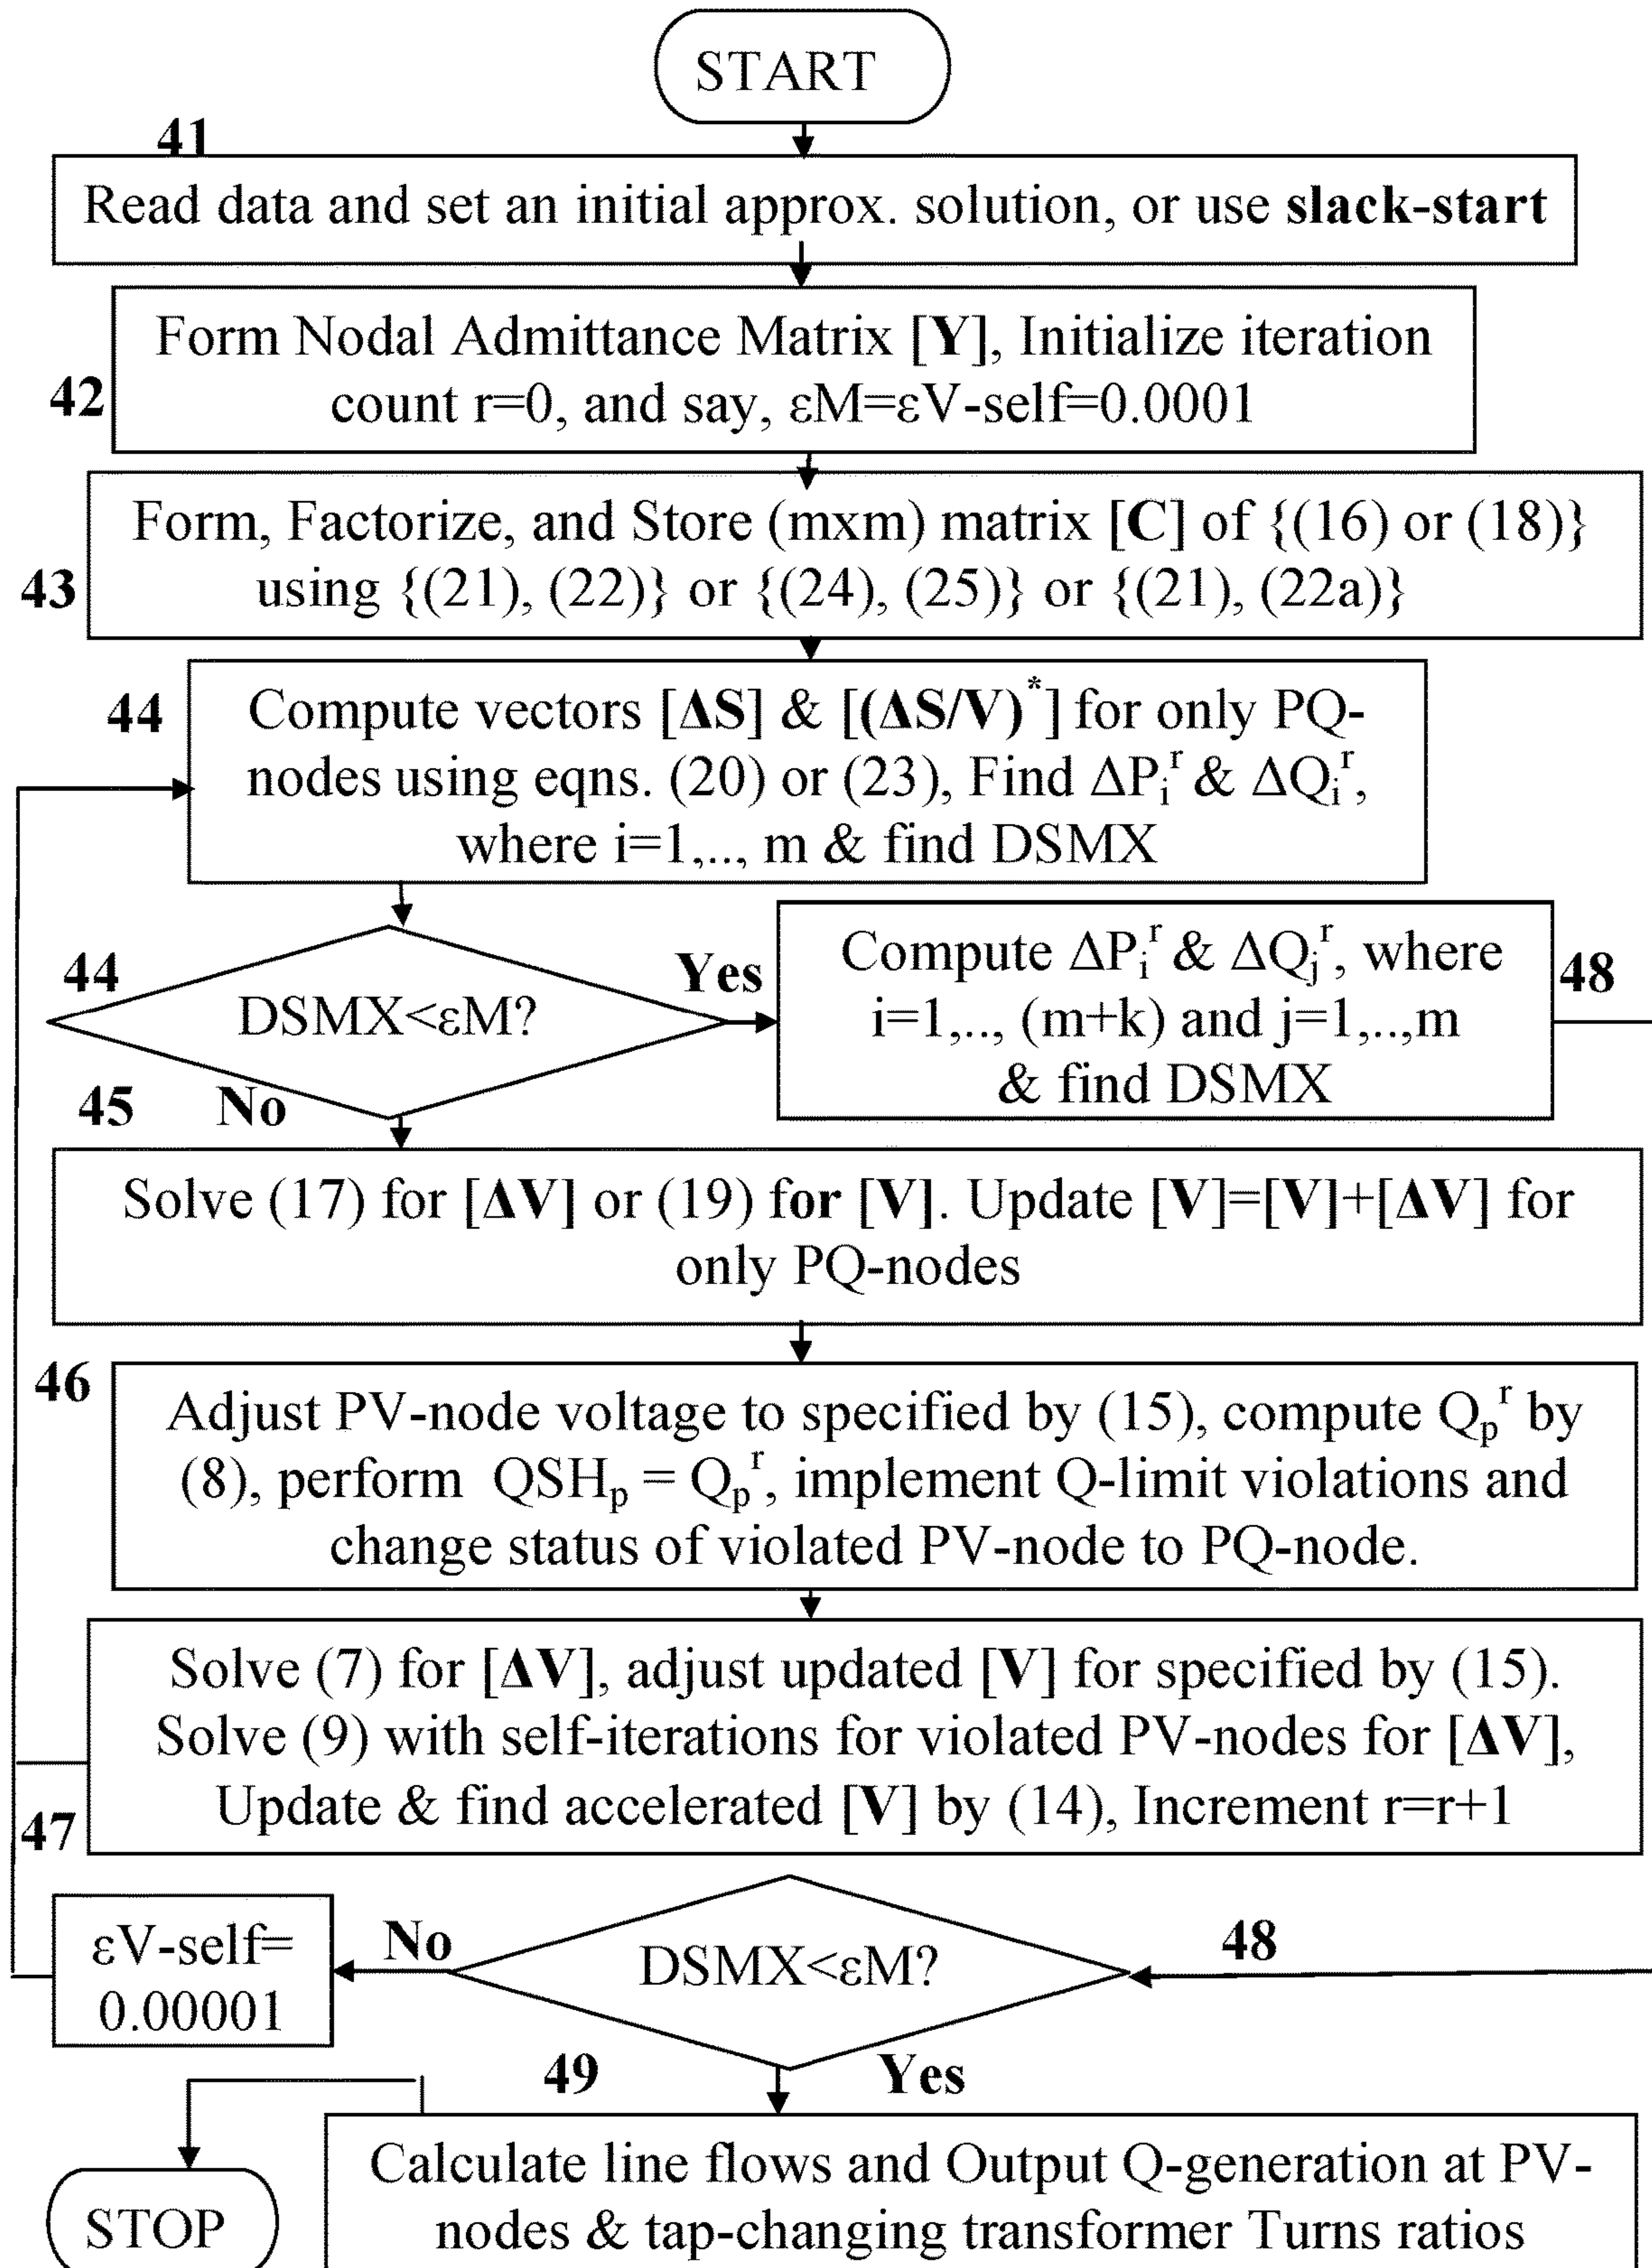 START
41
Read data and set an initial approx. solution, or use slack-start
Form Nodal Admittance Matrix [Y], Initialize iteration
42
count r=0, and say, εM=εV-self=0.0001
Form, Factorize, and Store (mxm) matrix [C] of {(16) or (18)}
43
using {(21), (22)} or {(24), (25)} or {(21), (22a)}
44
Compute vectors [ΔS] & [(ΔS/V)*] for only PQ-
nodes using eqns. (20) or (23), Find ΔPᵢʳ & ΔQᵢʳ,
where i=1,.., m & find DSMX
44
DSMX<εM?
Yes
Compute ΔPᵢʳ & ΔQⱼʳ, where
i=1,.., (m+k) and j=1,..,m
& find DSMX
48
45
No
Solve (17) for [ΔV] or (19) for [V]. Update [V]=[V]+[ΔV] for
only PQ-nodes
46
Adjust PV-node voltage to specified by (15), compute Qₚʳ by
(8), perform QSHₚ = Qₚʳ, implement Q-limit violations and
change status of violated PV-node to PQ-node.
Solve (7) for [ΔV], adjust updated [V] for specified by (15).
Solve (9) with self-iterations for violated PV-nodes for [ΔV],
Update & find accelerated [V] by (14), Increment r=r+1
47
εV-self=
0.00001
No
DSMX<εM?
48
49
Yes
Calculate line flows and Output Q-generation at PV-
nodes & tap-changing transformer Turns ratios
STOP